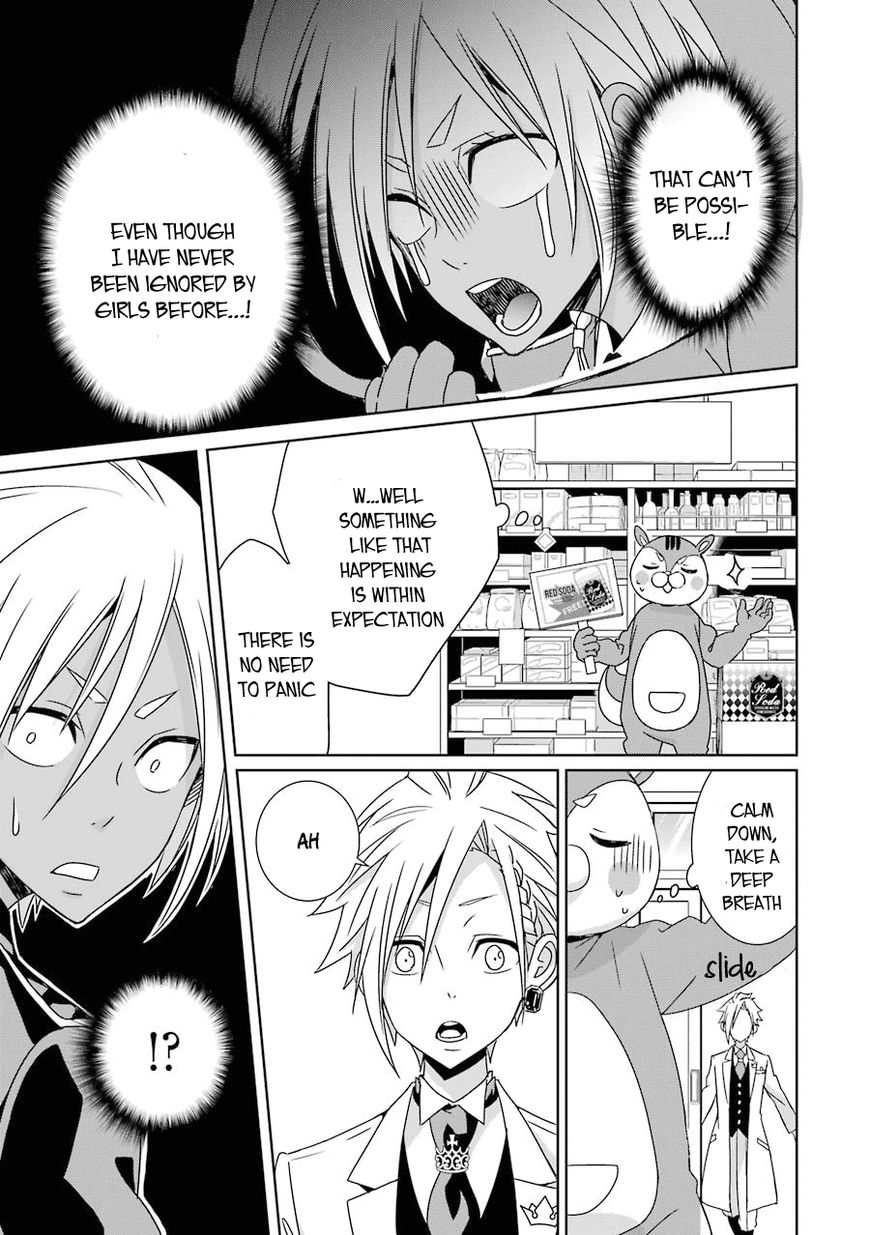 THAT CAN'T
BE POSSI-
BLE...!
EVEN THOUGH
I HAVE NEVER
BEEN IGNORED BY
GIRLS BEFORE...!
RED SODA
FREE
Red
Soda
W...WELL
SOMETHING
LIKE THAT
HAPPENING
IS WITHIN
EXPECTATION
THERE IS
NO NEED
TO PANIC
CALM
DOWN,
TAKE A
DEEP
BREATH
slide
AH
!?